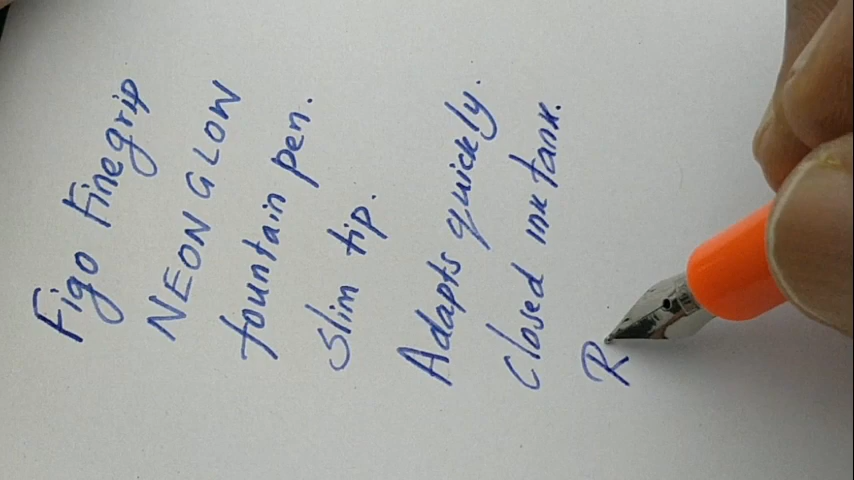 Figo Finegrip
NEON GLOW
fountain pen.
Slim tip.
Adapts quickly.
Closed ink tank.
R